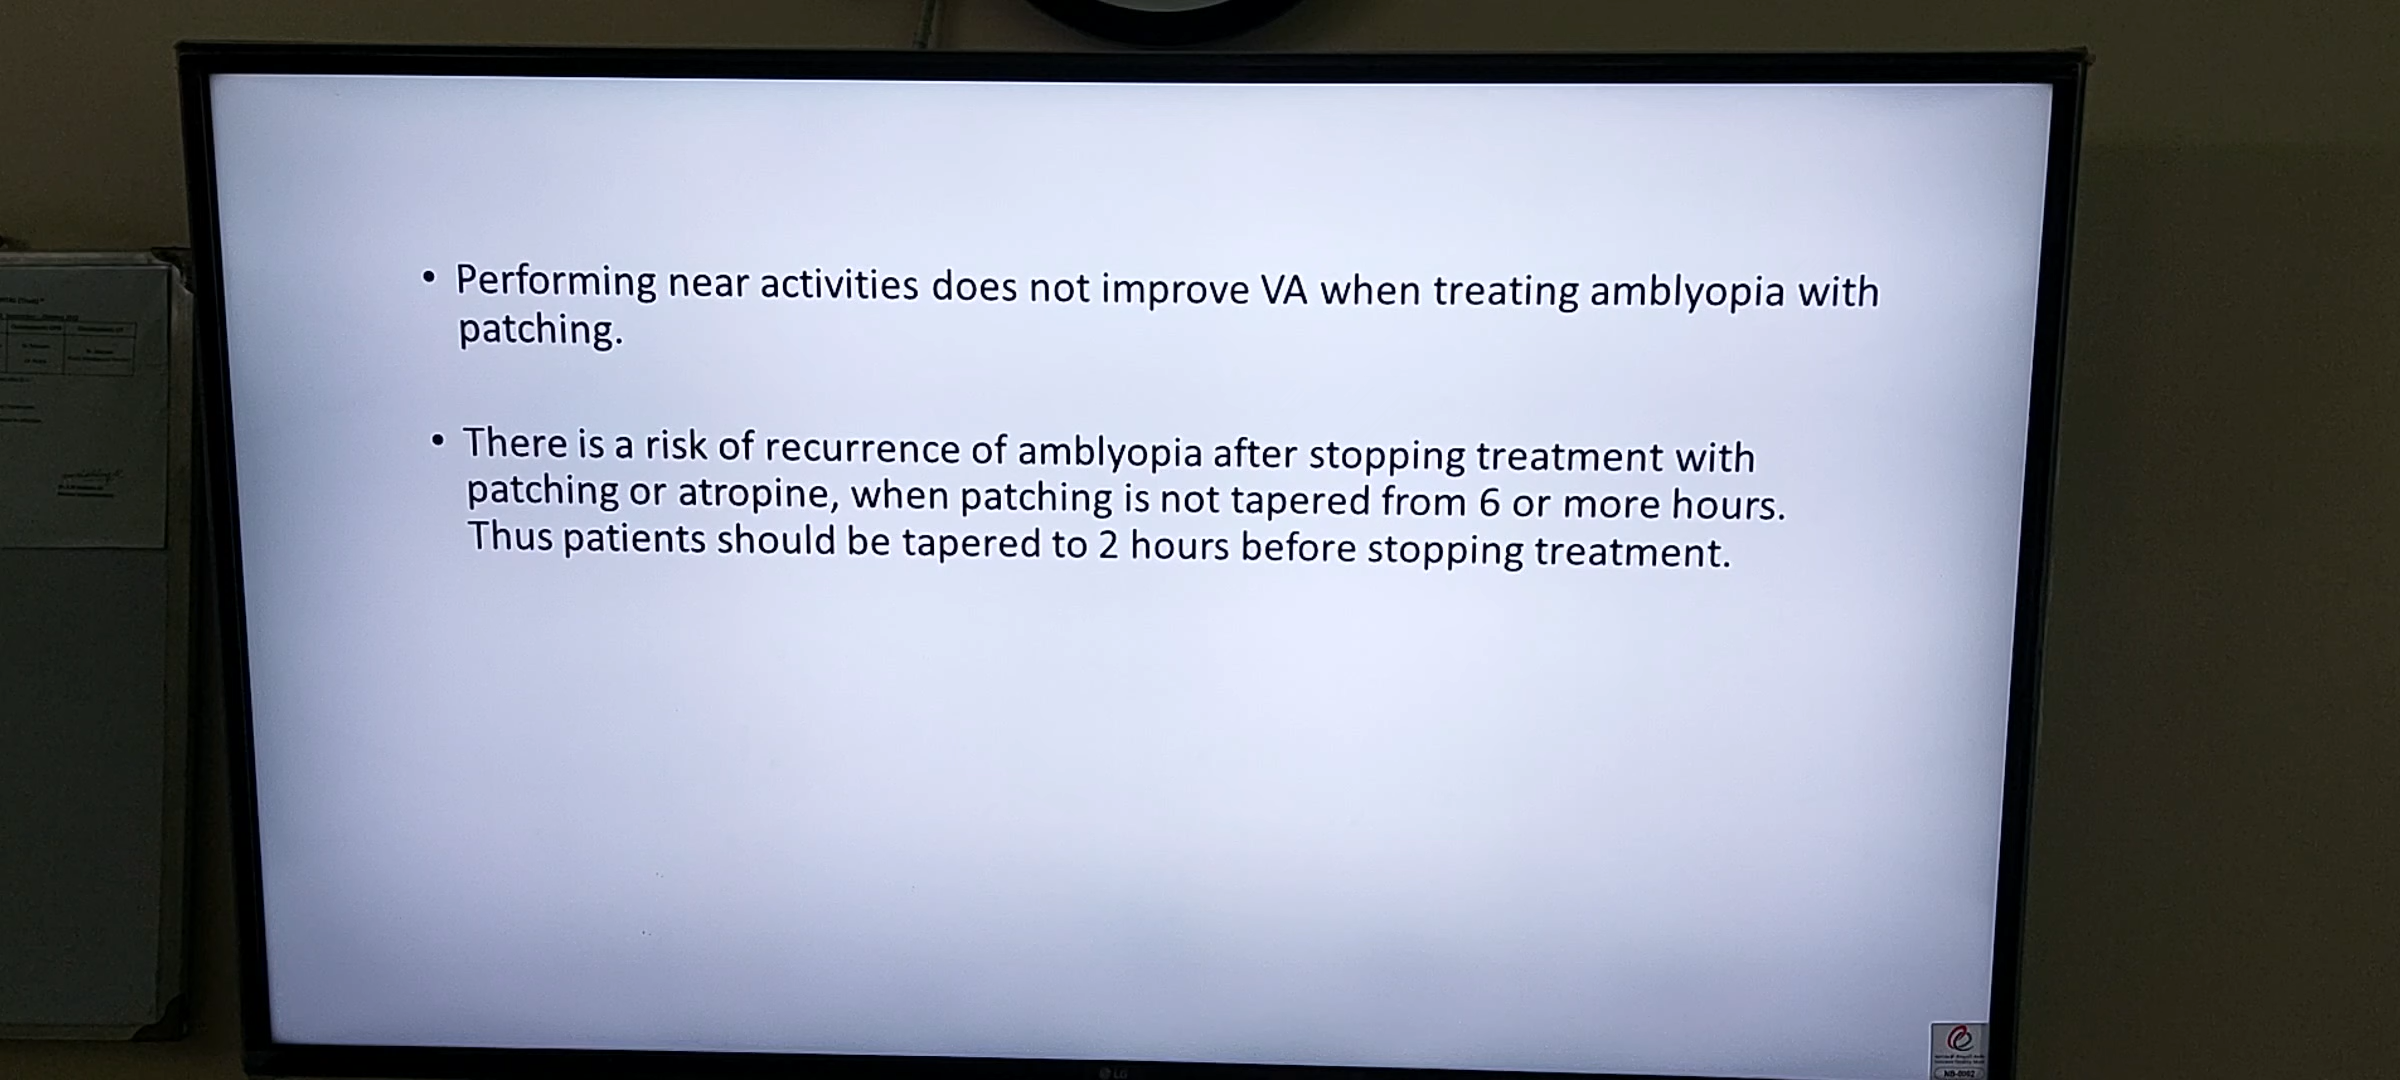 • Performing near activities does not improve VA when treating amblyopia with
patching.
• There is a risk of recurrence of amblyopia after stopping treatment with
patching or atropine, when patching is not tapered from 6 or more hours.
Thus patients should be tapered to 2 hours before stopping treatment.
LG